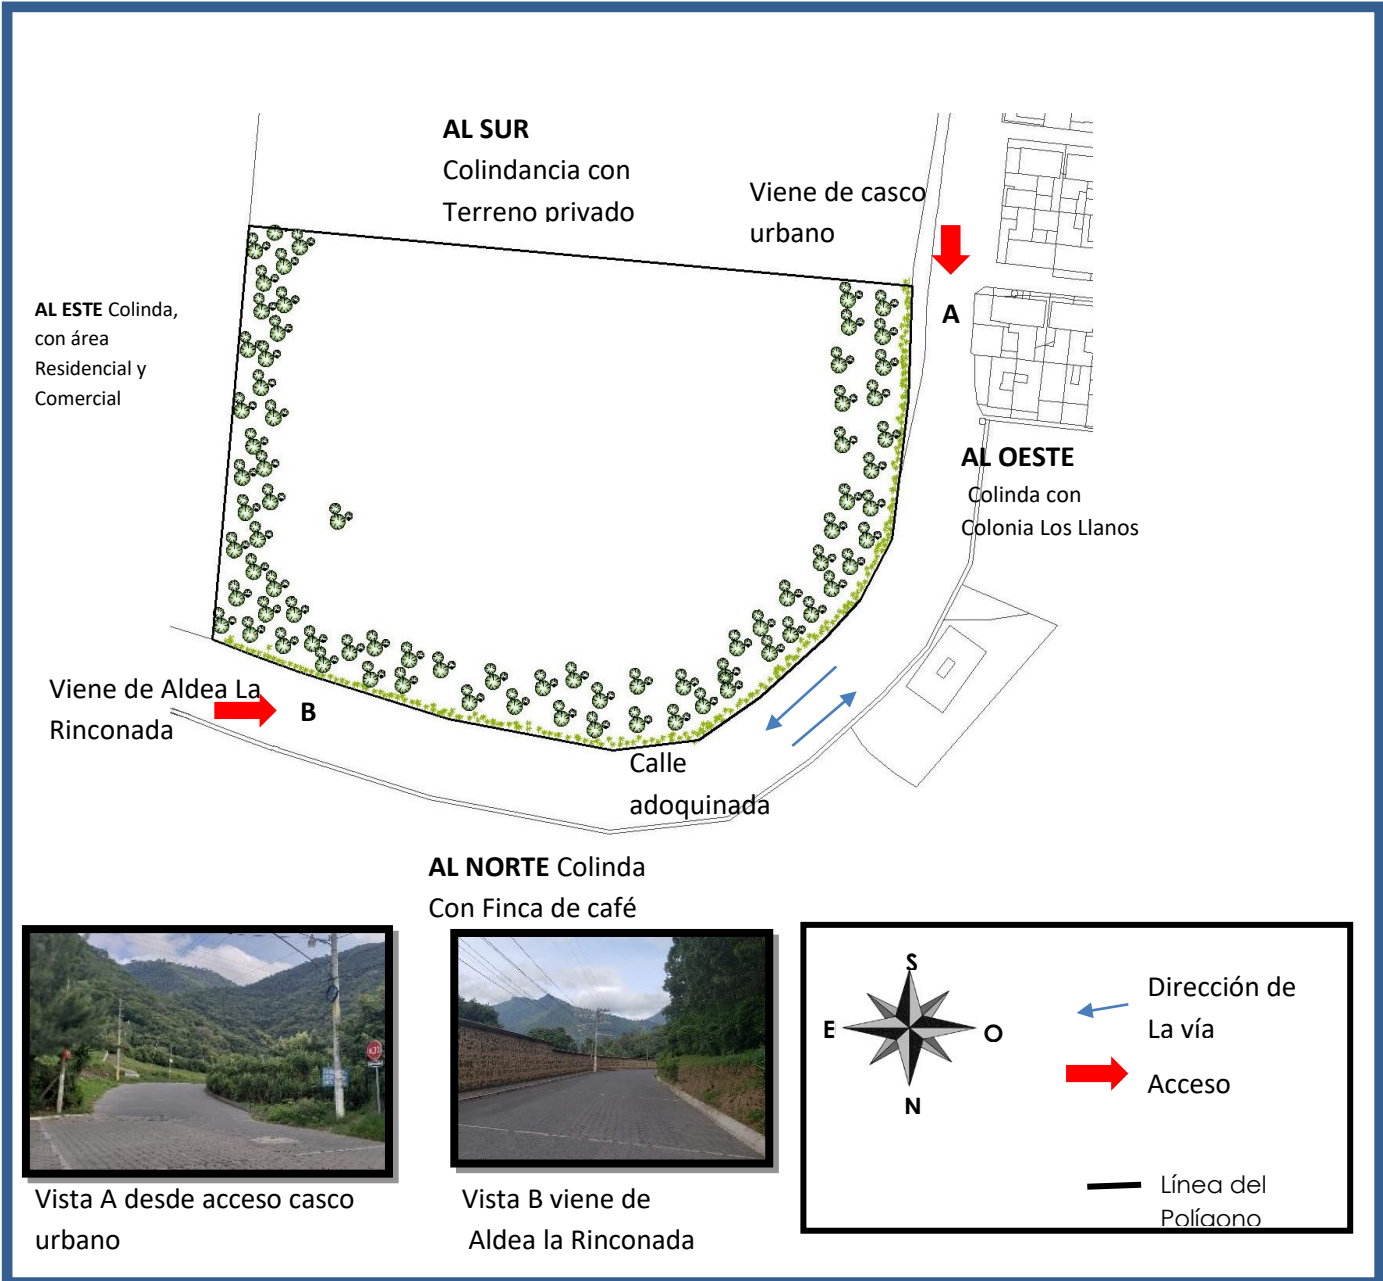 AL SUR
Colindancia con
Terreno privado
Viene de casco
urbano
A
AL ESTE Colinda,
con área
Residencial y
Comercial
AL OESTE
Colinda con
Colonia Los Llanos
Viene de Aldea La
Rinconada
B
Calle
adoquinada
AL NORTE Colinda
Con Finca de café
Vista A desde acceso casco
urbano
Vista B viene de
Aldea la Rinconada
S
E
O
N
Dirección de
La vía
Acceso
Línea del
Polígono